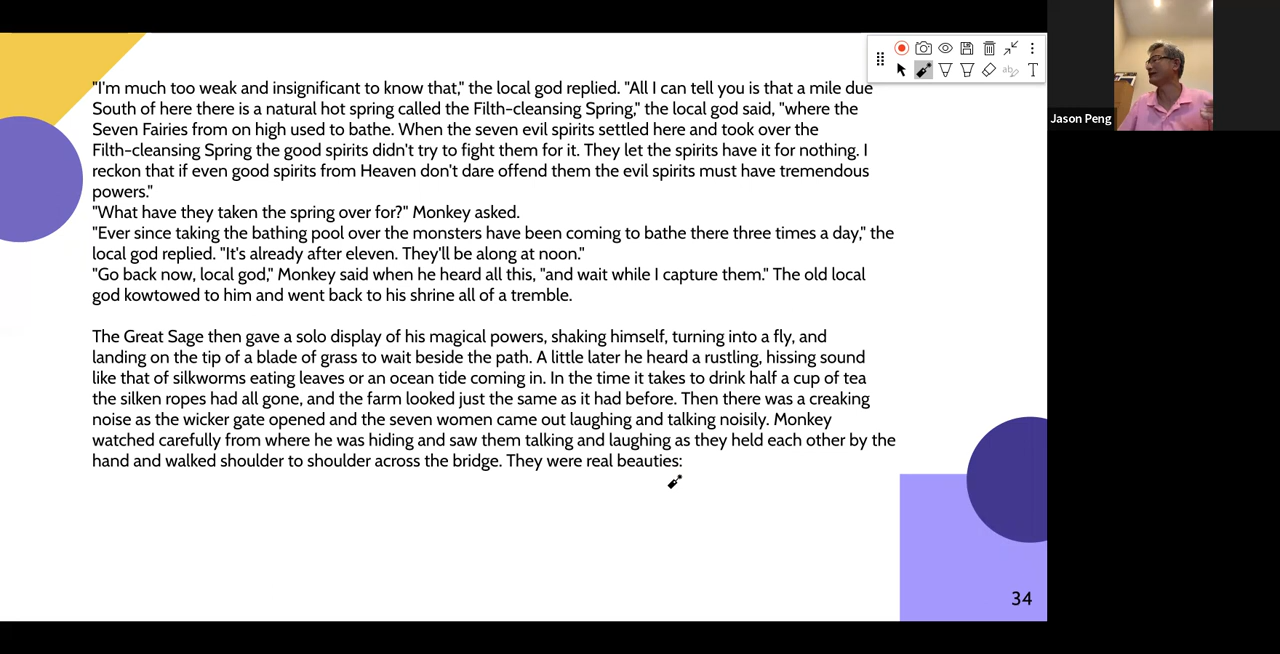 "I'm much too weak and insignificant to know that," the local god replied. "All I can tell you is that a mile due
South of here there is a natural hot spring called the Filth-cleansing Spring," the local god said, "where the
Seven Fairies from on high used to bathe. When the seven evil spirits settled here and took over the
Filth-cleansing Spring the good spirits didn't try to fight them for it. They let the spirits have it for nothing. I
reckon that if even good spirits from Heaven don't dare offend them the evil spirits must have tremendous
powers."
"What have they taken the spring over for?" Monkey asked.
"Ever since taking the bathing pool over the monsters have been coming to bathe there three times a day," the
local god replied. "It's already after eleven. They'll be along at noon."
"Go back now, local god," Monkey said when he heard all this, "and wait while I capture them." The old local
god kowtowed to him and went back to his shrine all of a tremble.
The Great Sage then gave a solo display of his magical powers, shaking himself, turning into a fly, and
landing on the tip of a blade of grass to wait beside the path. A little later he heard a rustling, hissing sound
like that of silkworms eating leaves or an ocean tide coming in. In the time it takes to drink half a cup of tea
the silken ropes had all gone, and the farm looked just the same as it had before. Then there was a creaking
noise as the wicker gate opened and the seven women came out laughing and talking noisily. Monkey
watched carefully from where he was hiding and saw them talking and laughing as they held each other by the
hand and walked shoulder to shoulder across the bridge. They were real beauties:
34
ab
T
Jason Peng